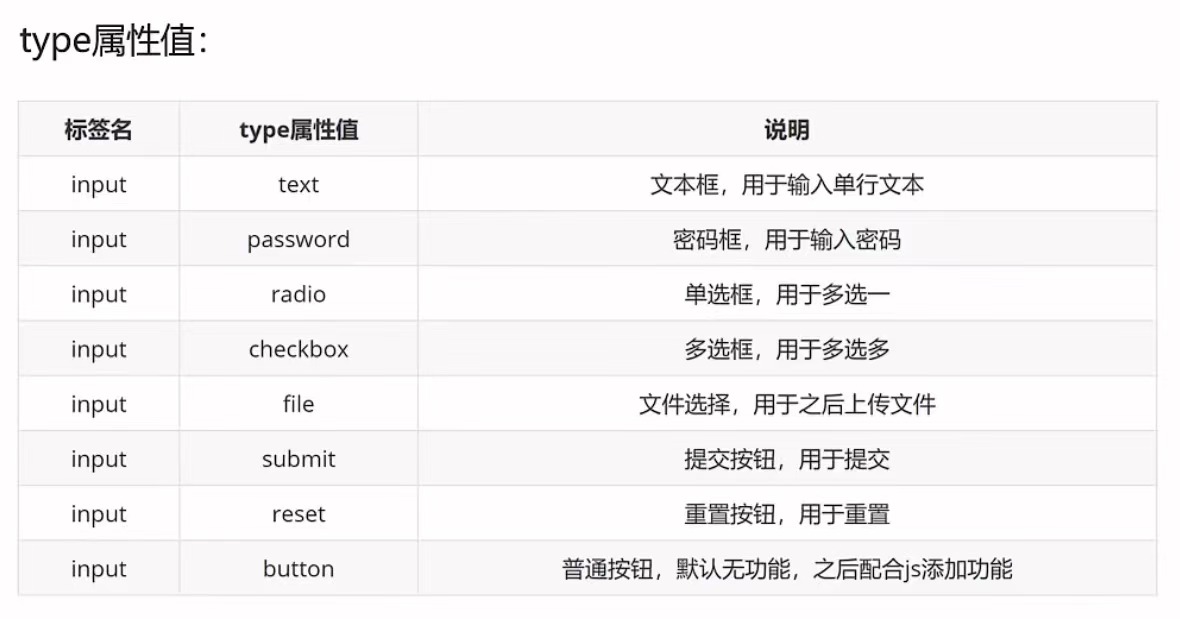 type属性值：
标签名 type属性值 说明
input text 文本框，用于输入单行文本
input password 密码框，用于输入密码
input radio 单选框，用于多选一
input checkbox 多选框，用于多选多
input file 文件选择，用于之后上传文件
input submit 提交按钮，用于提交
input reset 重置按钮，用于重置
input button 普通按钮，默认无功能，之后配合js添加功能